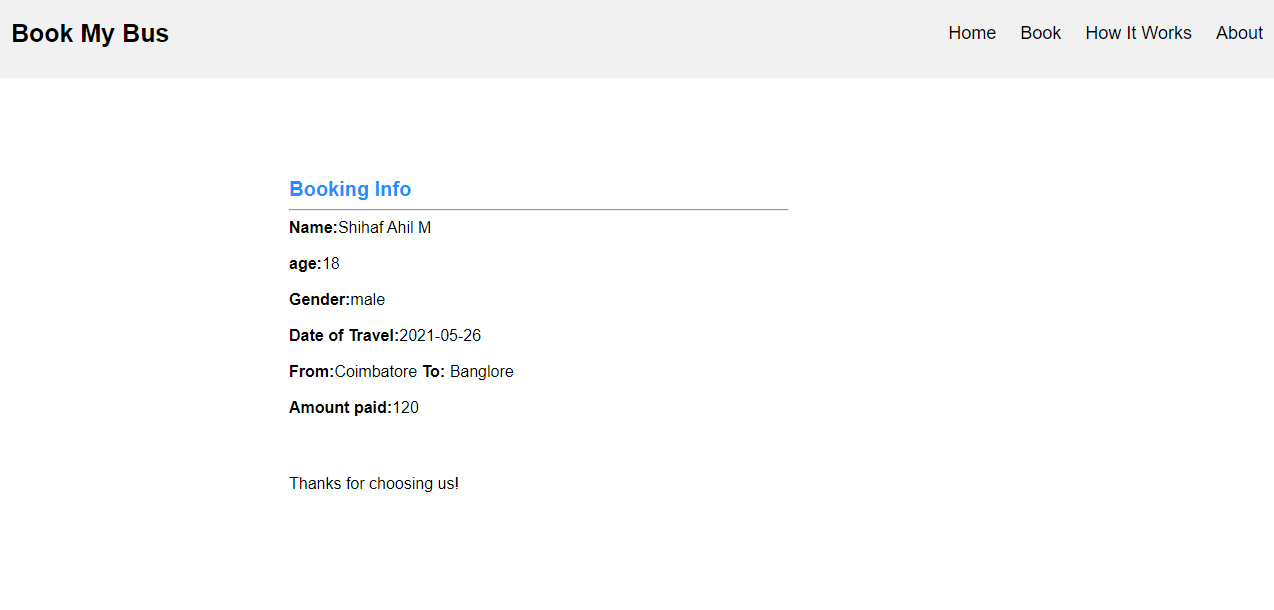 Book My Bus
Home Book How It Works About
Booking Info
Name:Shihaf Ahil M
age:18
Gender:male
Date of Travel:2021-05-26
From:Coimbatore To: Banglore
Amount paid:120
Thanks for choosing us!